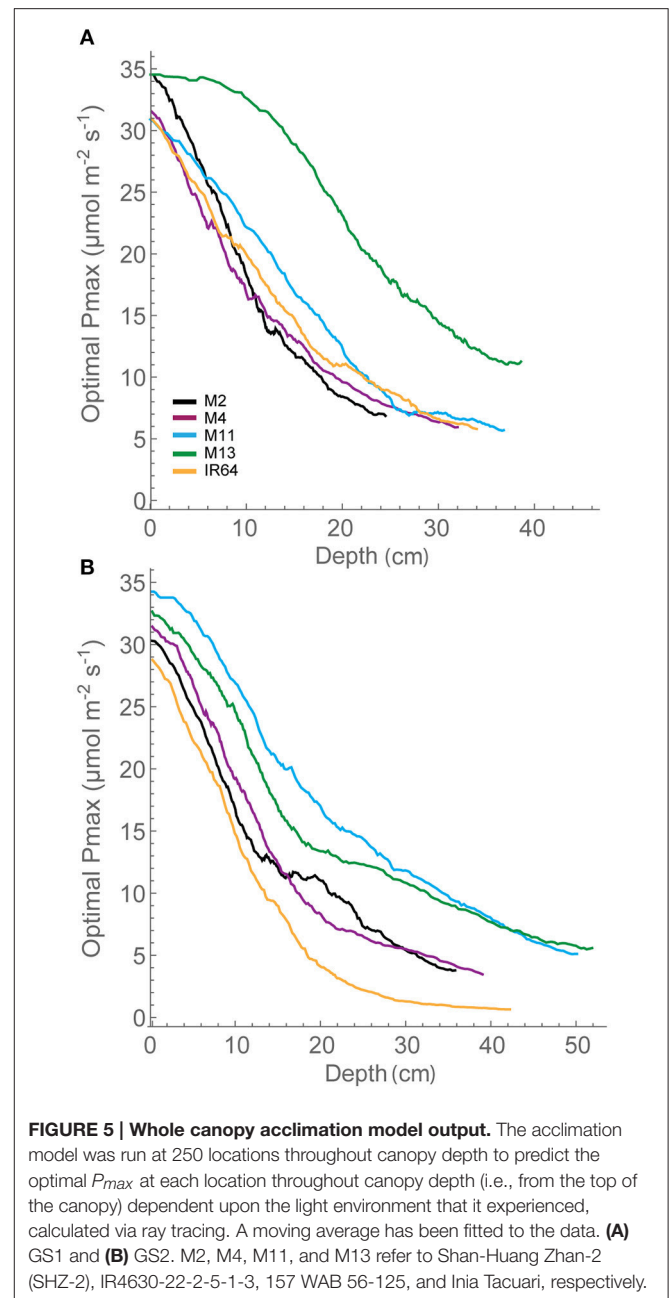 A
Optimal Pmax (μmol m⁻² s⁻¹)
35
30
25
20
15
10
5
0
M2
M4
M11
M13
IR64
0 10 20 30 40
Depth (cm)
B
Optimal Pmax (μmol m⁻² s⁻¹)
35
30
25
20
15
10
5
0
0 10 20 30 40 50
Depth (cm)
FIGURE 5 | Whole canopy acclimation model output. The acclimation
model was run at 250 locations throughout canopy depth to predict the
optimal Pmax at each location throughout canopy depth (i.e., from the top of
the canopy) dependent upon the light environment that it experienced,
calculated via ray tracing. A moving average has been fitted to the data. (A)
GS1 and (B) GS2. M2, M4, M11, and M13 refer to Shan-Huang Zhan-2
(SHZ-2), IR4630-22-2-5-1-3, 157 WAB 56-125, and Inia Tacuari, respectively.